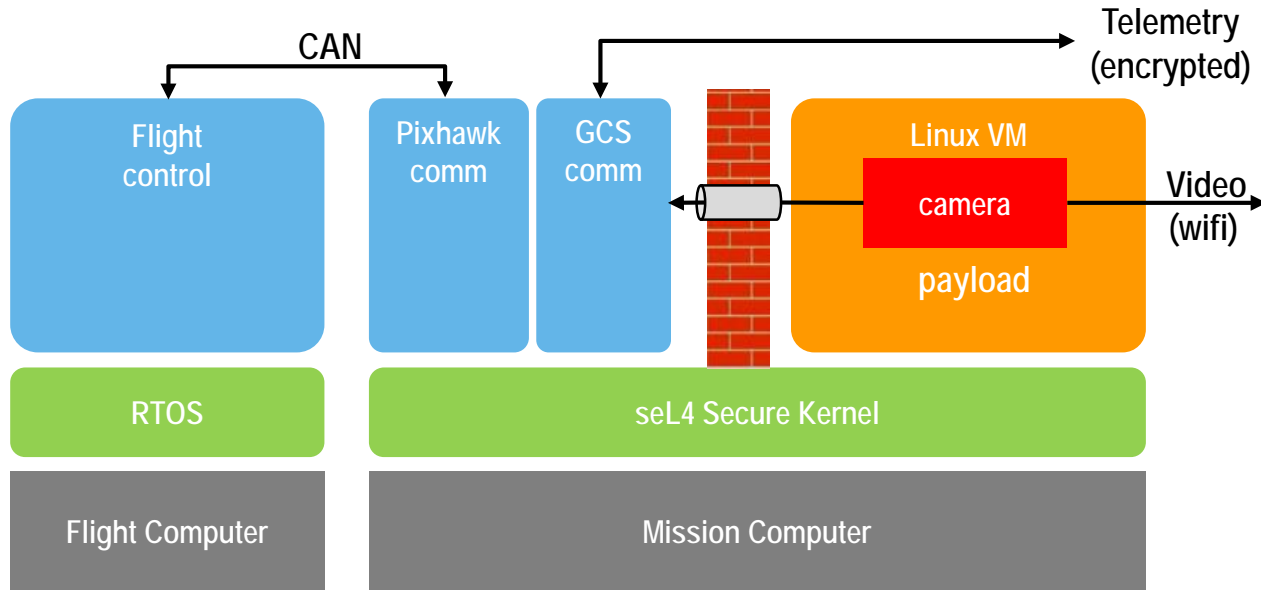 CAN
Telemetry
(encrypted)
Flight
control
Pixhawk
comm
GCS
comm
Linux VM
camera
payload
Video
(wifi)
RTOS
seL4 Secure Kernel
Flight Computer
Mission Computer